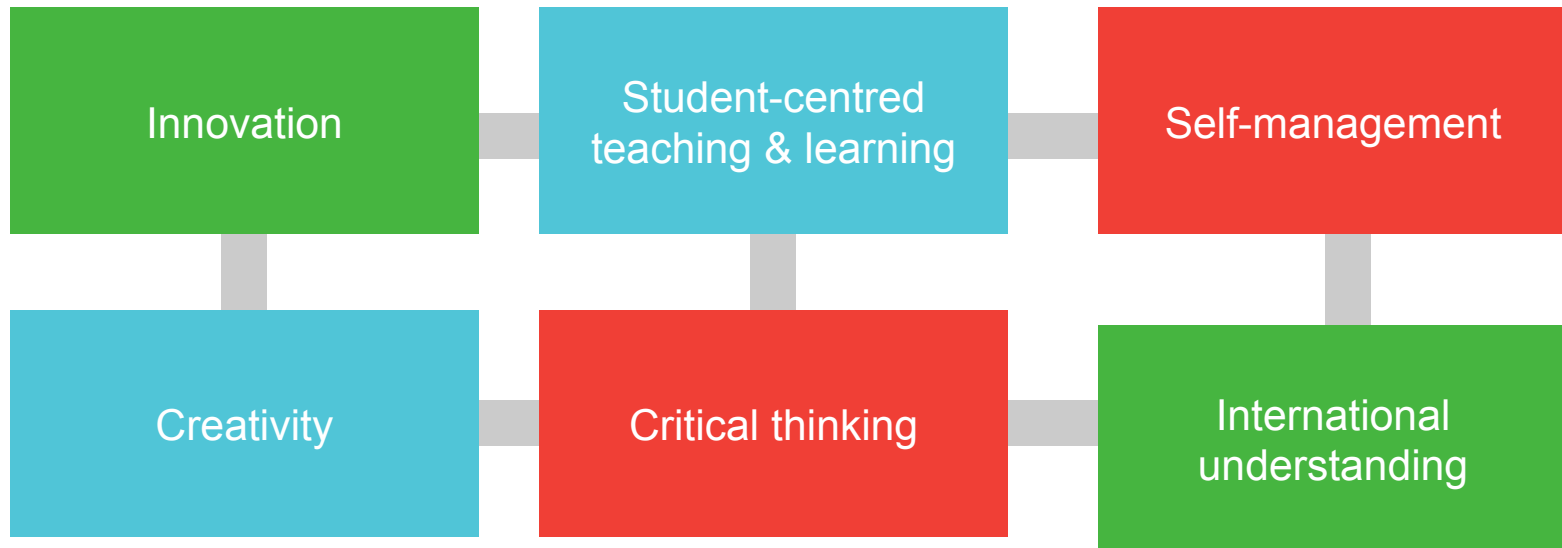 Innovation
Student-centred
teaching & learning
Self-management
Creativity
Critical thinking
International
understanding